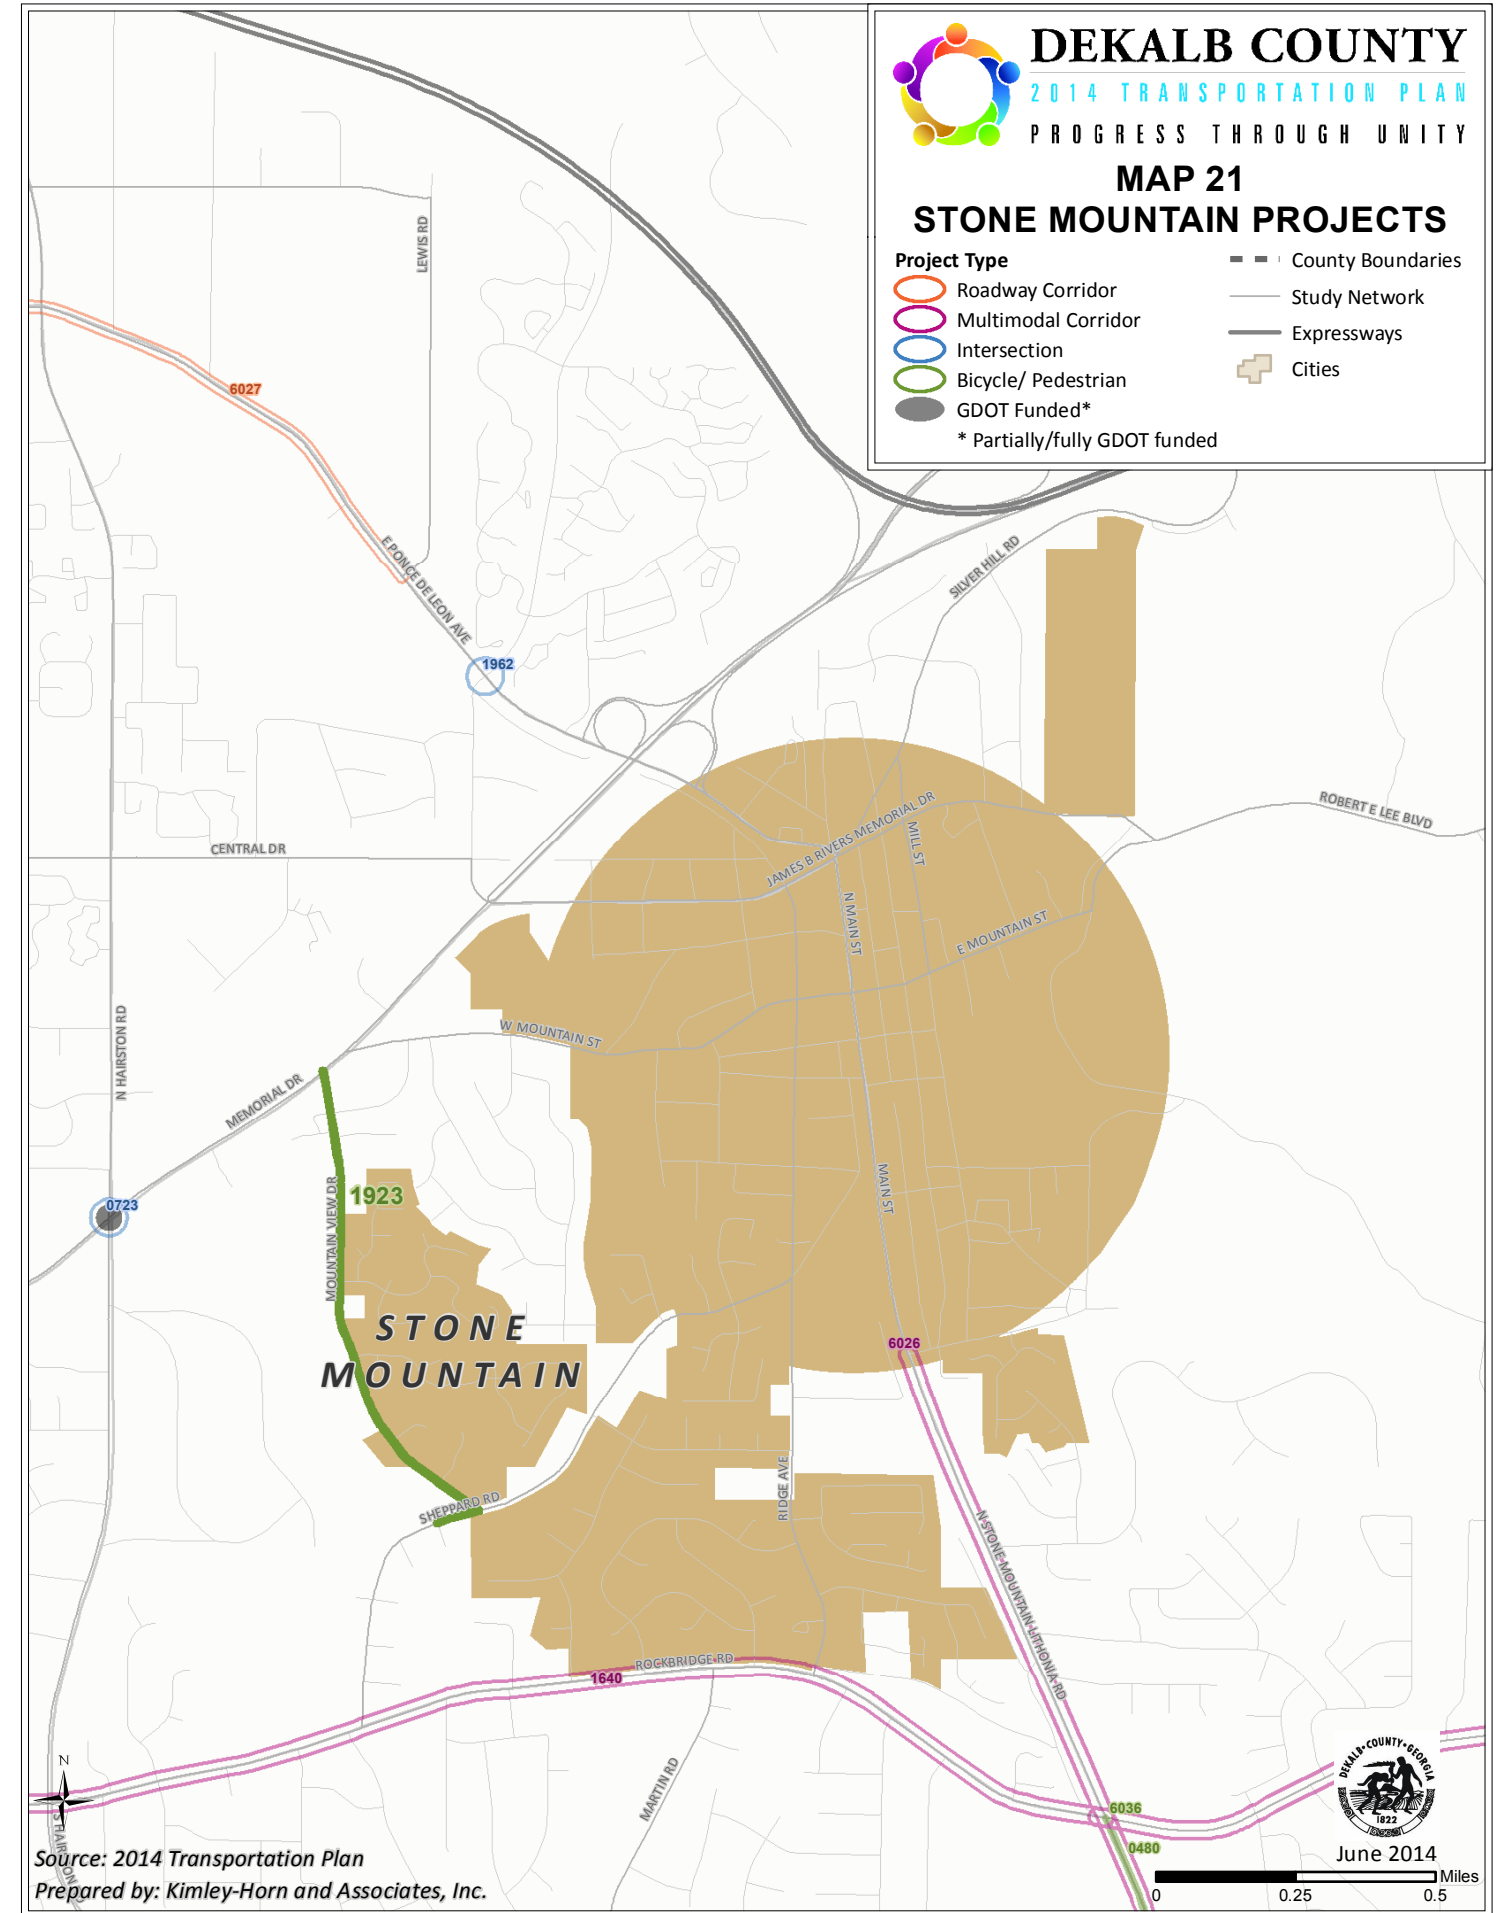 DEKALB COUNTY
2014 TRANSPORTATION PLAN
PROGRESS THROUGH UNITY
MAP 21
STONE MOUNTAIN PROJECTS
Project Type
Roadway Corridor
Multimodal Corridor
Intersection
Bicycle/ Pedestrian
GDOT Funded*
* Partially/fully GDOT funded
County Boundaries
Study Network
Expressways
Cities
LEWIS RD
6027
E PONCE DE LEON AVE
SILVER HILL RD
1962
ROBERT E LEE BLVD
JAMES B RIVERS MEMORIAL DR
MILL ST
CENTRAL DR
N MAIN ST
E MOUNTAIN ST
W MOUNTAIN ST
N HAIRSTON RD
MEMORIAL DR
0723
MOUNTAIN VIEW DR
1923
MAIN ST
STONE
MOUNTAIN
6026
SHEPPARD RD
RIDGE AVE
N STONE MOUNTAIN LITHONIA RD
ROCKBRIDGE RD
1640
MARTIN RD
N
S HAIRSTON
6036
0480
DEKALB•COUNTY•GEORGIA
1822
June 2014
Miles
0 0.25 0.5
Source: 2014 Transportation Plan
Prepared by: Kimley-Horn and Associates, Inc.